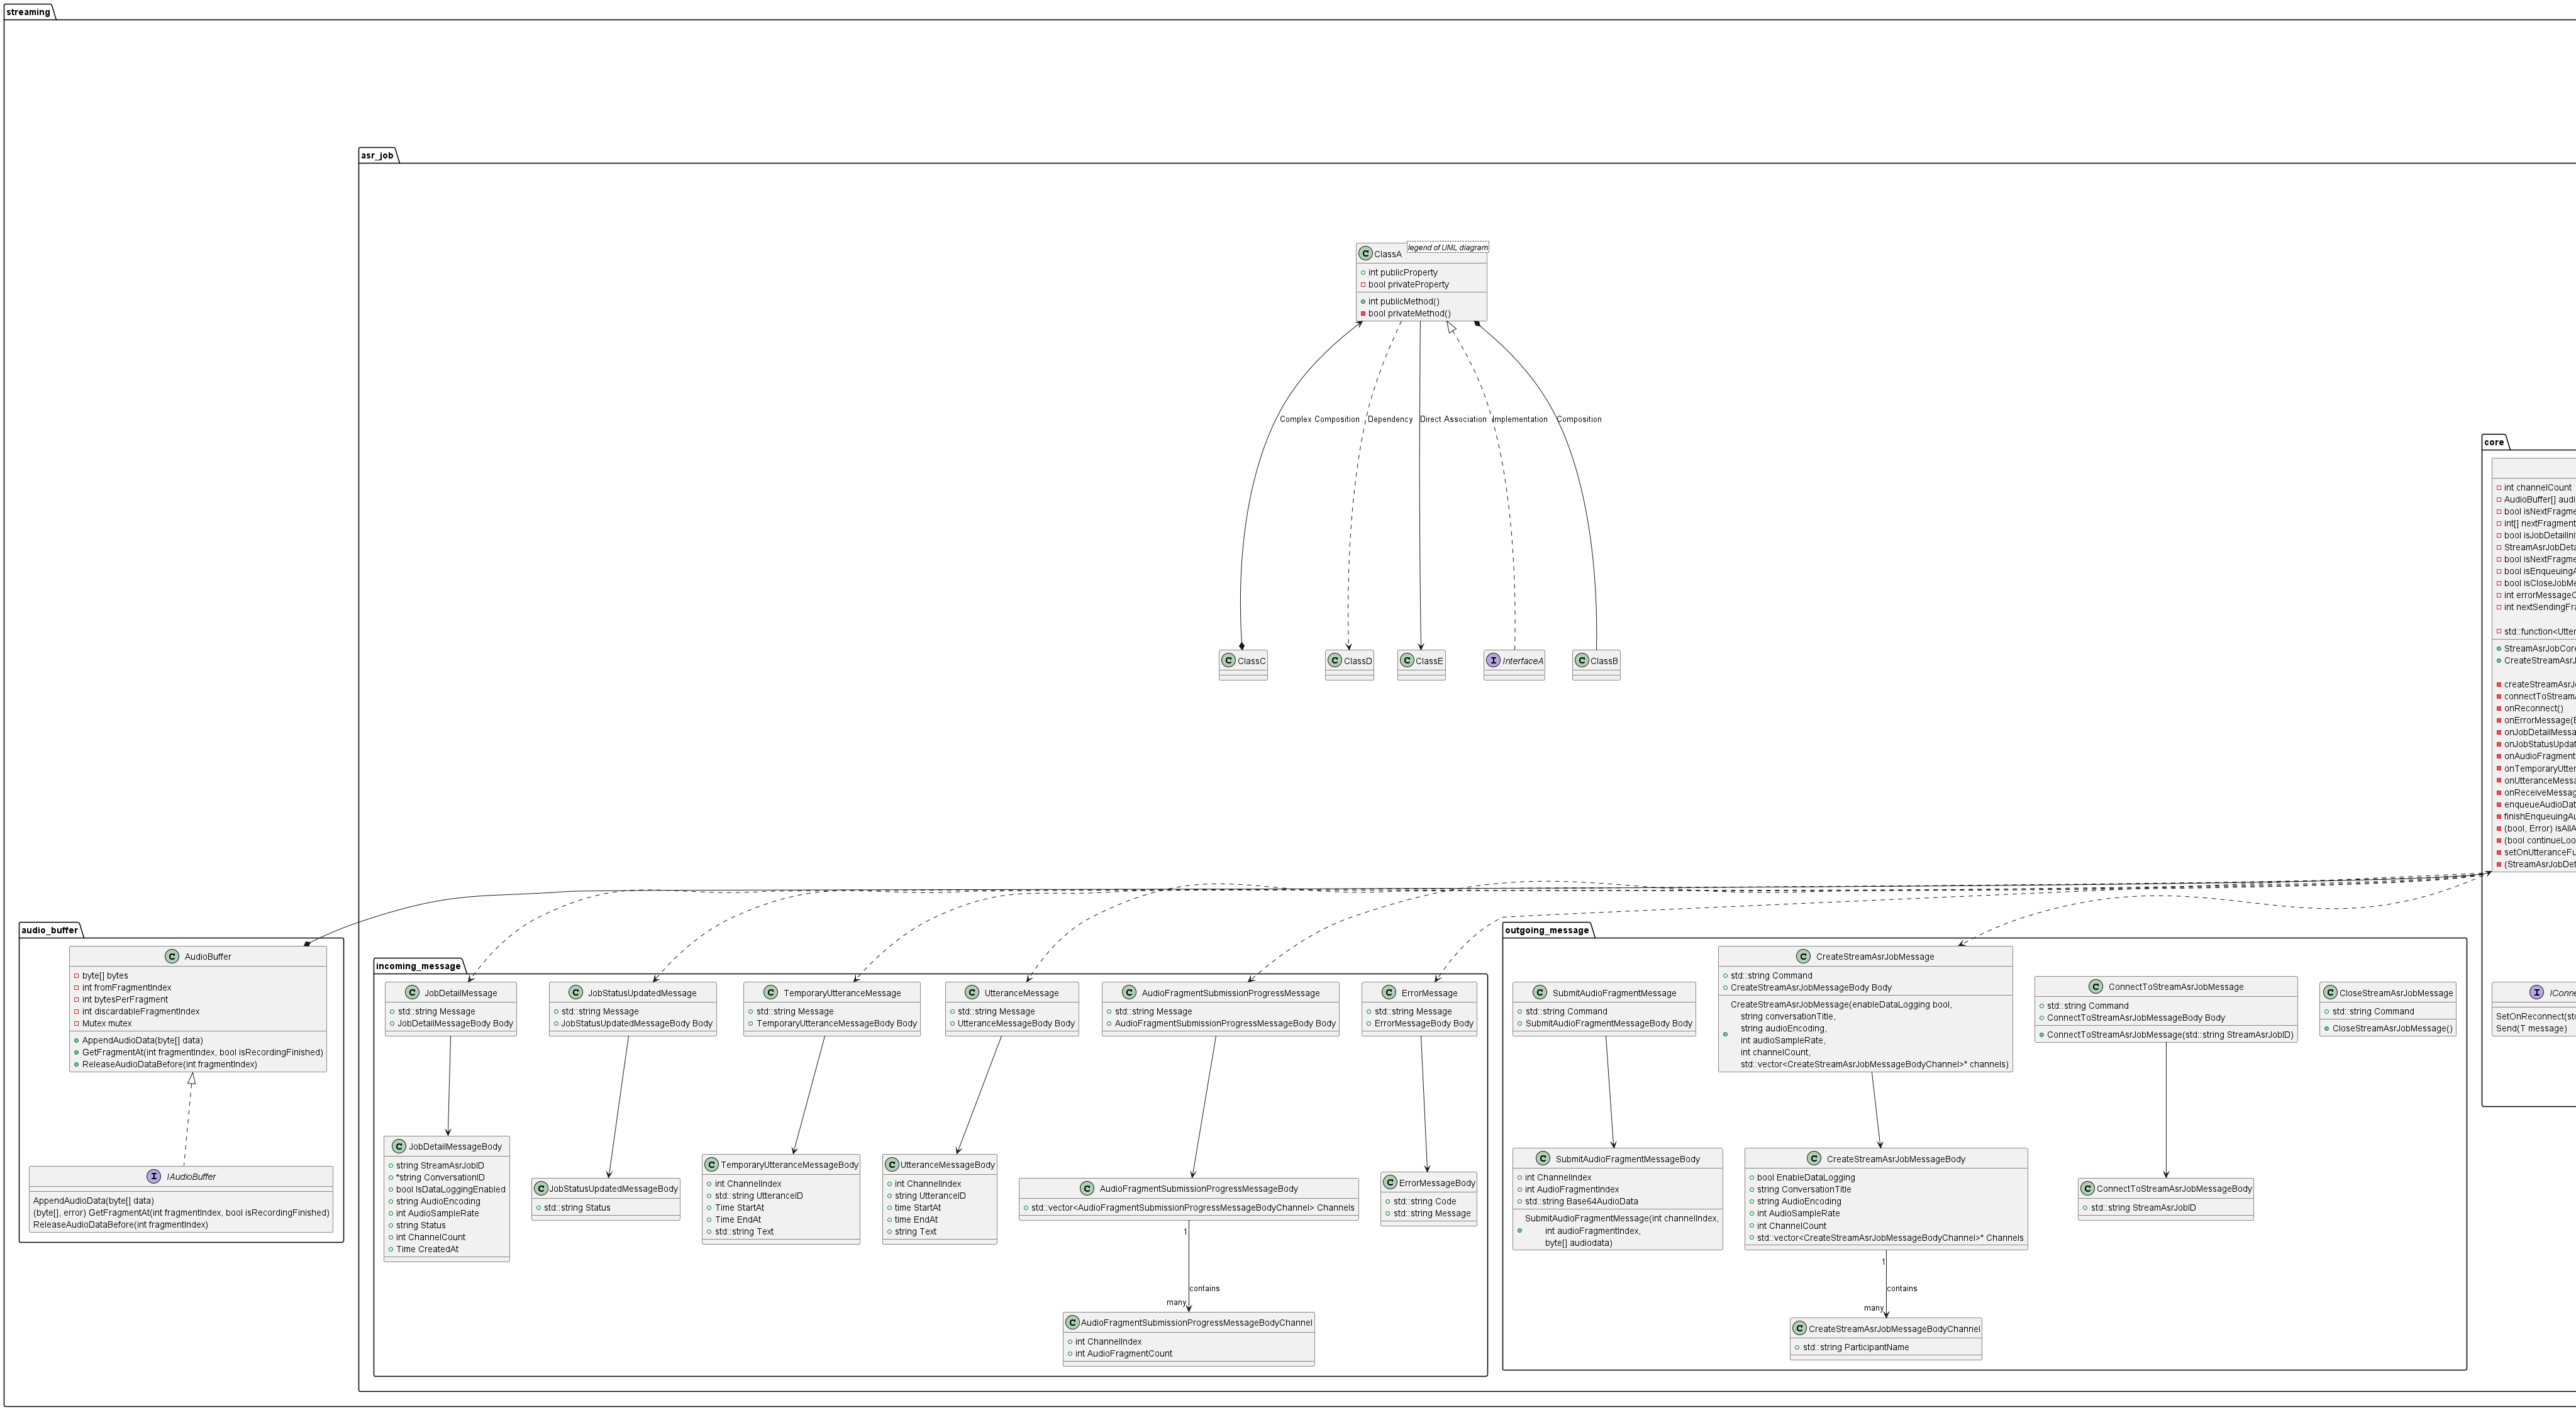 streaming
asr_job
ClassA
legend of UML diagram
int publicProperty
bool privateProperty
int publicMethod()
bool privateMethod()
Complex Composition
Dependency
Direct Association
Implementation
Composition
ClassC
ClassD
ClassE
InterfaceA
ClassB
core
int channelCount
AudioBuffer[] audi
bool isNextFragme
int[] nextFragment
bool isJobDetailIni
StreamAsrJobDeta
bool isNextFragme
bool isEnqueuingA
bool isCloseJobMe
int errorMessageC
int nextSendingFra
std::function<Utter
StreamAsrJobCore
CreateStreamAsrJ
createStreamAsrJo
connectToStreamA
onReconnect()
onErrorMessage(E
onJobDetailMessa
onJobStatusUpdat
onAudioFragment
onTemporaryUtter
onUtteranceMessa
onReceiveMessag
enqueueAudioDat
finishEnqueuingAu
(bool, Error) isAllA
(bool continueLoo
setOnUtteranceFu
(StreamAsrJobDet
audio_buffer
AudioBuffer
byte[] bytes
int fromFragmentIndex
int bytesPerFragment
int discardableFragmentIndex
Mutex mutex
AppendAudioData(byte[] data)
GetFragmentAt(int fragmentIndex, bool isRecordingFinished)
ReleaseAudioDataBefore(int fragmentIndex)
IAudioBuffer
AppendAudioData(byte[] data)
(byte[], error) GetFragmentAt(int fragmentIndex, bool isRecordingFinished)
ReleaseAudioDataBefore(int fragmentIndex)
incoming_message
JobDetailMessage
std::string Message
JobDetailMessageBody Body
JobStatusUpdatedMessage
std::string Message
JobStatusUpdatedMessageBody Body
TemporaryUtteranceMessage
std::string Message
TemporaryUtteranceMessageBody Body
UtteranceMessage
std::string Message
UtteranceMessageBody Body
AudioFragmentSubmissionProgressMessage
std::string Message
AudioFragmentSubmissionProgressMessageBody Body
ErrorMessage
std::string Message
ErrorMessageBody Body
JobDetailMessageBody
string StreamAsrJobID
*string ConversationID
bool IsDataLoggingEnabled
string AudioEncoding
int AudioSampleRate
string Status
int ChannelCount
Time CreatedAt
JobStatusUpdatedMessageBody
std::string Status
TemporaryUtteranceMessageBody
int ChannelIndex
std::string UtteranceID
Time StartAt
Time EndAt
std::string Text
UtteranceMessageBody
int ChannelIndex
string UtteranceID
time StartAt
time EndAt
string Text
AudioFragmentSubmissionProgressMessageBody
std::vector<AudioFragmentSubmissionProgressMessageBodyChannel> Channels
ErrorMessageBody
std::string Code
std::string Message
1
contains
many
AudioFragmentSubmissionProgressMessageBodyChannel
int ChannelIndex
int AudioFragmentCount
outgoing_message
SubmitAudioFragmentMessage
std::string Command
SubmitAudioFragmentMessageBody Body
CreateStreamAsrJobMessage
std::string Command
CreateStreamAsrJobMessageBody Body
CreateStreamAsrJobMessage(enableDataLogging bool,
string conversationTitle,
string audioEncoding,
int audioSampleRate,
int channelCount,
std::vector<CreateStreamAsrJobMessageBodyChannel>* channels)
ConnectToStreamAsrJobMessage
std::string Command
ConnectToStreamAsrJobMessageBody Body
ConnectToStreamAsrJobMessage(std::string StreamAsrJobID)
CloseStreamAsrJobMessage
std::string Command
CloseStreamAsrJobMessage()
SubmitAudioFragmentMessageBody
int ChannelIndex
int AudioFragmentIndex
std::string Base64AudioData
SubmitAudioFragmentMessage(int channelIndex,
int audioFragmentIndex,
byte[] audiodata)
CreateStreamAsrJobMessageBody
bool EnableDataLogging
string ConversationTitle
string AudioEncoding
int AudioSampleRate
int ChannelCount
std::vector<CreateStreamAsrJobMessageBodyChannel>* Channels
ConnectToStreamAsrJobMessageBody
std::string StreamAsrJobID
1
contains
many
CreateStreamAsrJobMessageBodyChannel
std::string ParticipantName
IConne
SetOnReconnect(std
Send(T message)